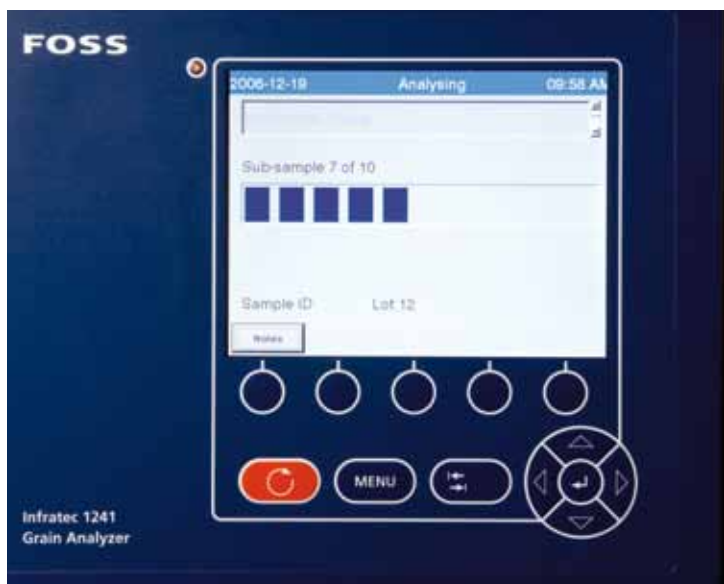 FOSS
2006-12-19 Analysing 09:58 AM
Sub-sample 7 of 10
Sample ID Lot 12
Notes
MENU
Infratec 1241
Grain Analyzer